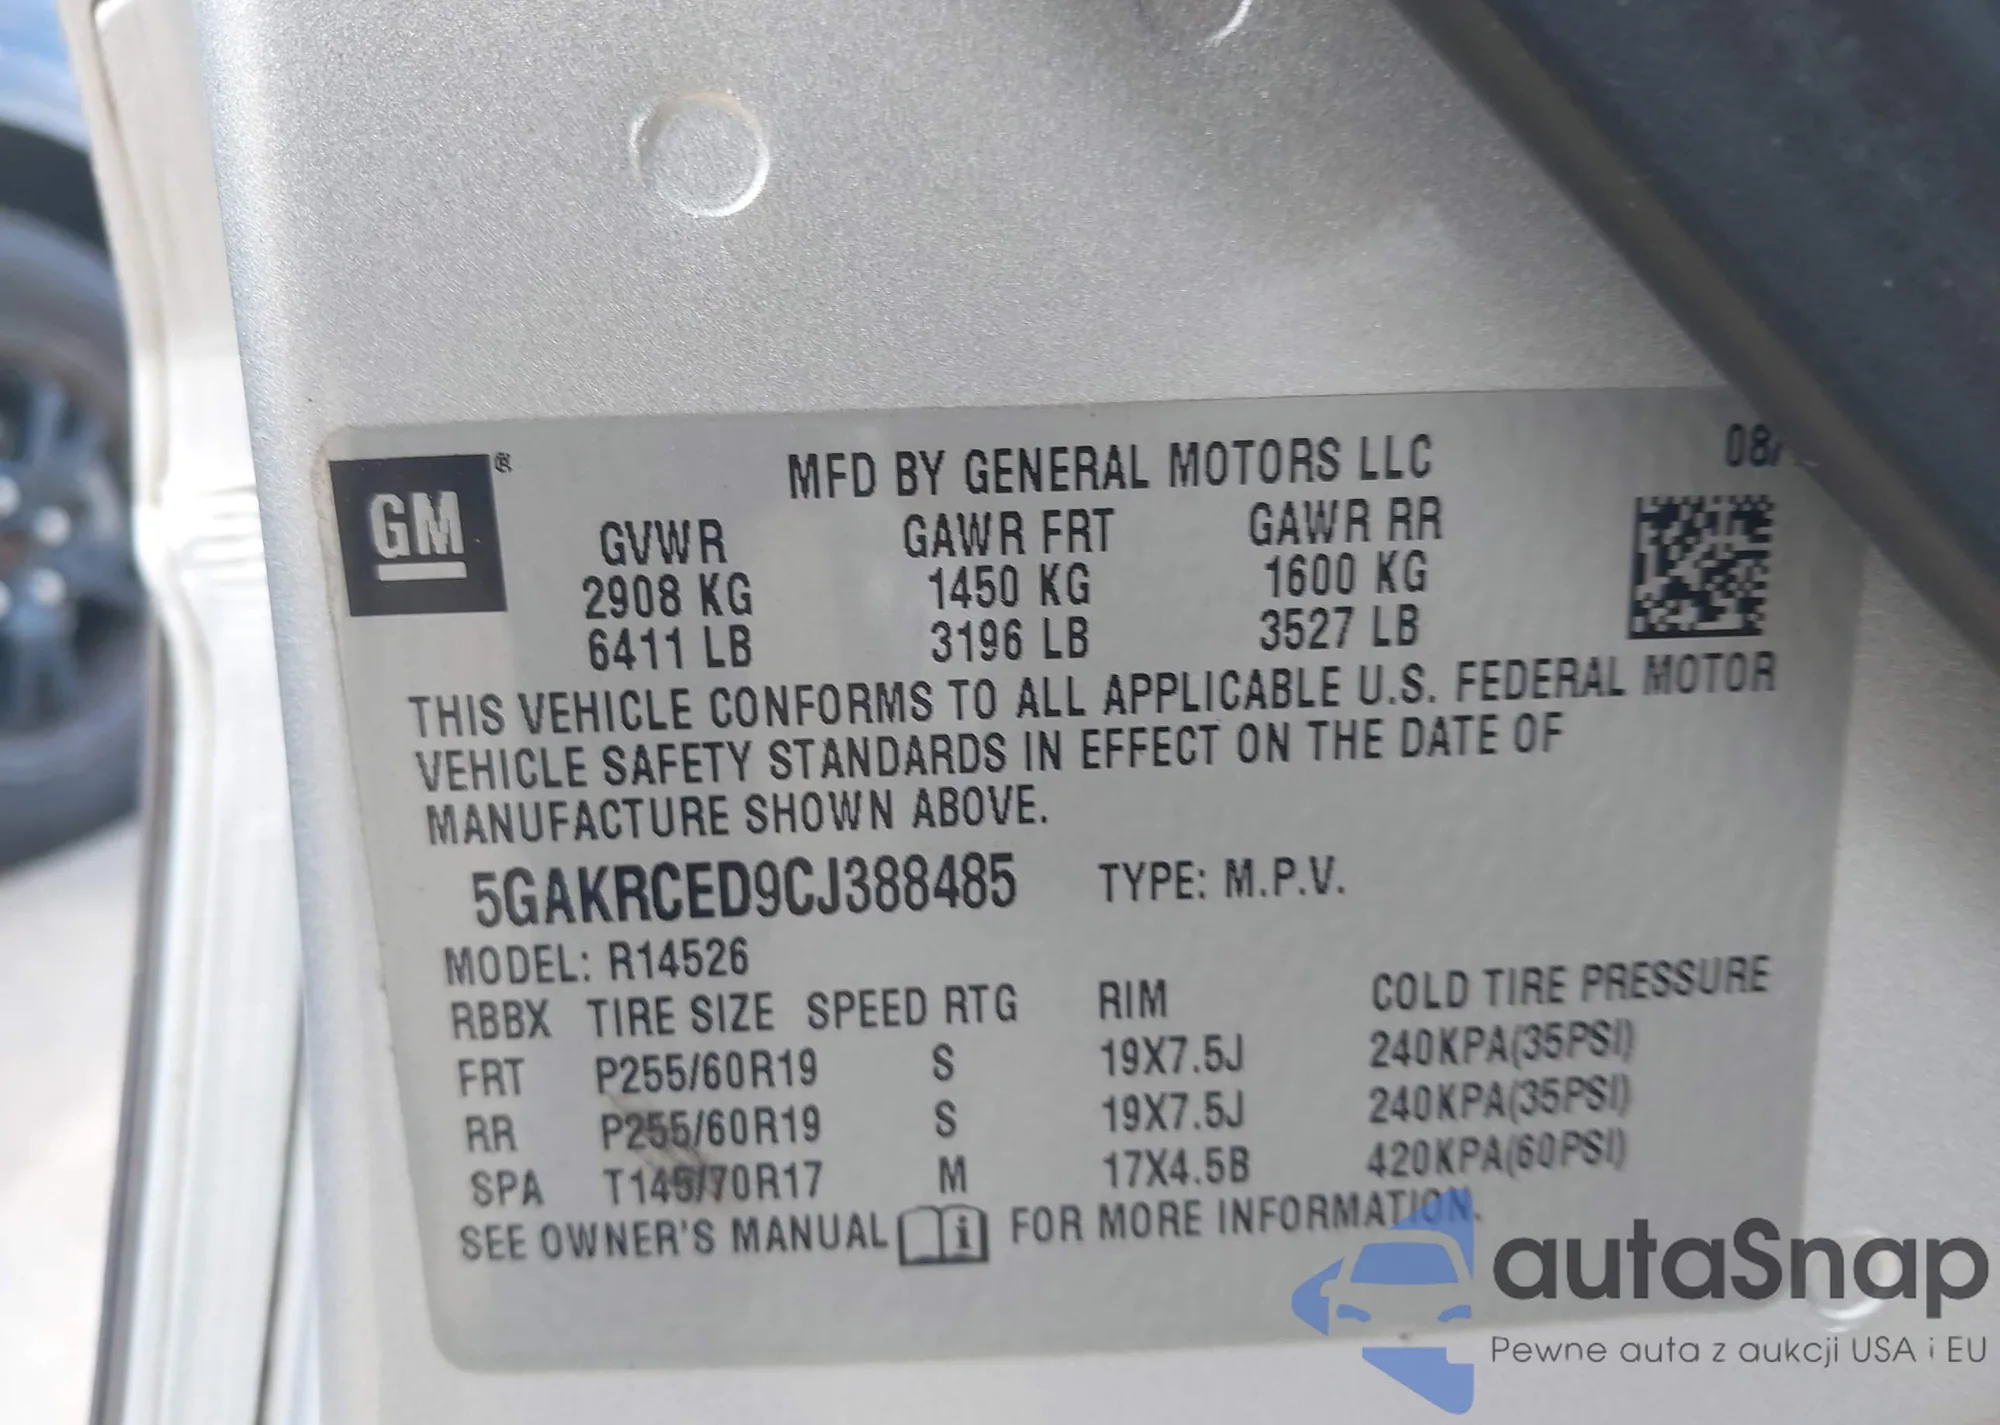 GM ®
MFD BY GENERAL MOTORS LLC
08/
GVWR GAWR FRT GAWR RR
2908 KG 1450 KG 1600 KG
6411 LB 3196 LB 3527 LB
THIS VEHICLE CONFORMS TO ALL APPLICABLE U.S. FEDERAL MOTOR
VEHICLE SAFETY STANDARDS IN EFFECT ON THE DATE OF
MANUFACTURE SHOWN ABOVE.
5GAKRCED9CJ388485 TYPE: M.P.V.
MODEL: R14526
RBBX TIRE SIZE SPEED RTG RIM COLD TIRE PRESSURE
FRT P255/60R19 S 19X7.5J 240KPA(35PSI)
RR P255/60R19 S 19X7.5J 240KPA(35PSI)
SPA T145/70R17 M 17X4.5B 420KPA(60PSI)
SEE OWNER'S MANUAL i FOR MORE INFORMATION.
autaSnap
Pewne auta z aukcji USA i EU